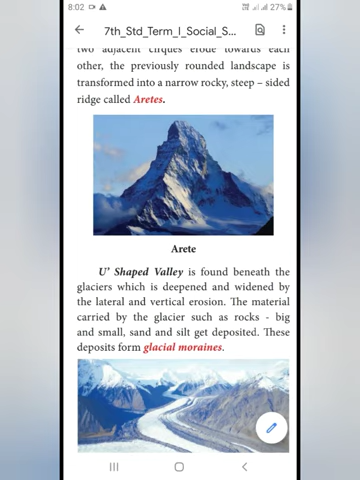 8:02
27%
7th_Std_Term_I_Social_S...
two adjacent cirques erode towards each
other, the previously rounded landscape is
transformed into a narrow rocky, steep – sided
ridge called Aretes.
Arete
U' Shaped Valley is found beneath the
glaciers which is deepened and widened by
the lateral and vertical erosion. The material
carried by the glacier such as rocks - big
and small, sand and silt get deposited. These
deposits form glacial moraines.